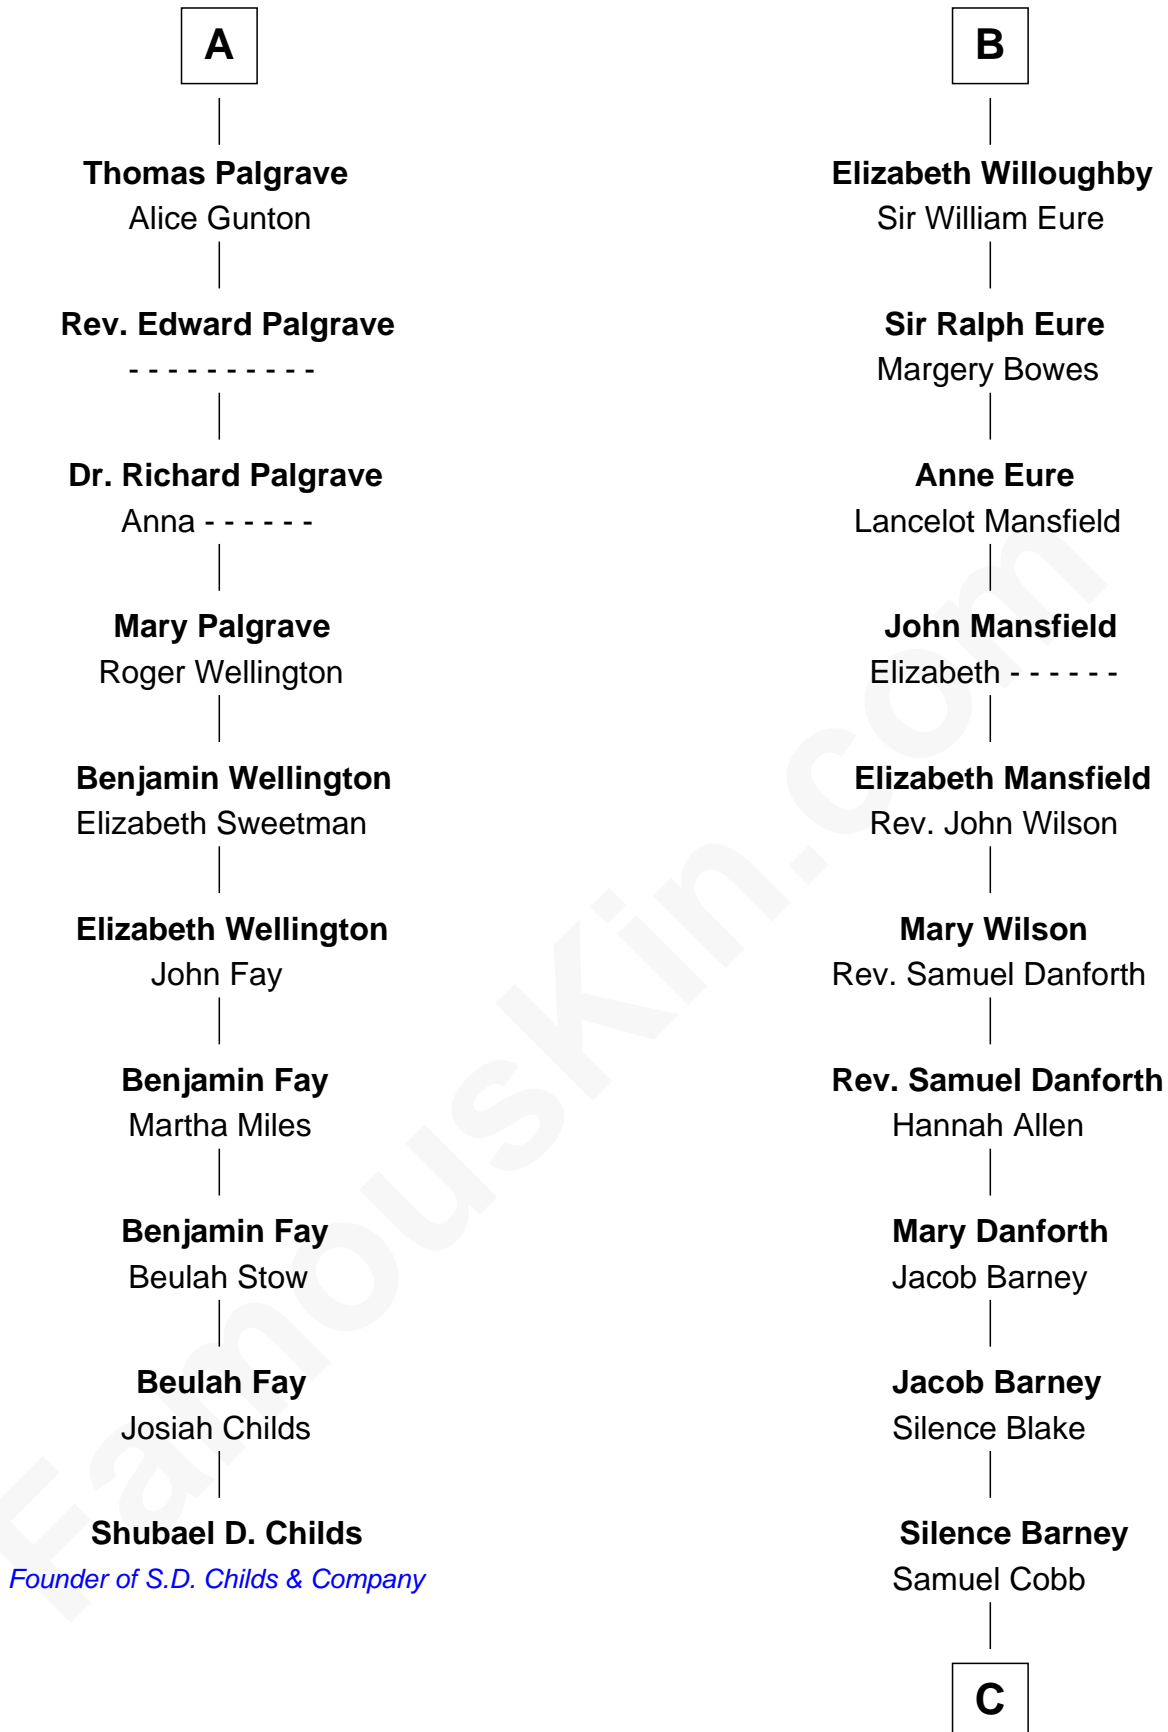 A
Thomas Palgrave
Alice Gunton
Rev. Edward Palgrave
- - - - - - - - - -
Dr. Richard Palgrave
Anna - - - - - -
Mary Palgrave
Roger Wellington
Benjamin Wellington
Elizabeth Sweetman
Elizabeth Wellington
John Fay
Benjamin Fay
Martha Miles
Benjamin Fay
Beulah Stow
Beulah Fay
Josiah Childs
Shubael D. Childs
Founder of S.D. Childs & Company
B
Elizabeth Willoughby
Sir William Eure
Sir Ralph Eure
Margery Bowes
Anne Eure
Lancelot Mansfield
John Mansfield
Elizabeth - - - - - -
Elizabeth Mansfield
Rev. John Wilson
Mary Wilson
Rev. Samuel Danforth
Rev. Samuel Danforth
Hannah Allen
Mary Danforth
Jacob Barney
Jacob Barney
Silence Blake
Silence Barney
Samuel Cobb
C
FamousKin.com